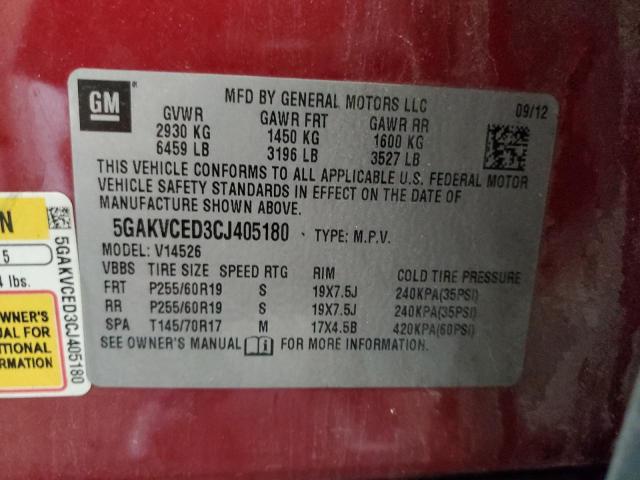 GM
MFD BY GENERAL MOTORS LLC 09/12
GVWR GAWR FRT GAWR RR
2930 KG 1450 KG 1600 KG
6459 LB 3196 LB 3527 LB
THIS VEHICLE CONFORMS TO ALL APPLICABLE U.S. FEDERAL MOTOR
VEHICLE SAFETY STANDARDS IN EFFECT ON THE DATE OF
MANUFACTURE SHOWN ABOVE.
5GAKVCED3CJ405180 · TYPE: M.P.V.
MODEL: V14526
VBBS TIRE SIZE SPEED RTG RIM COLD TIRE PRESSURE
FRT P255/60R19 S 19X7.5J 240KPA(35PSI)
RR P255/60R19 S 19X7.5J 240KPA(35PSI)
SPA T145/70R17 M 17X4.5B 420KPA(60PSI)
SEE OWNER'S MANUAL FOR MORE INFORMATION.
N
5
lbs.
OWNER'S
FOR
5GAKVCED3CJ405180